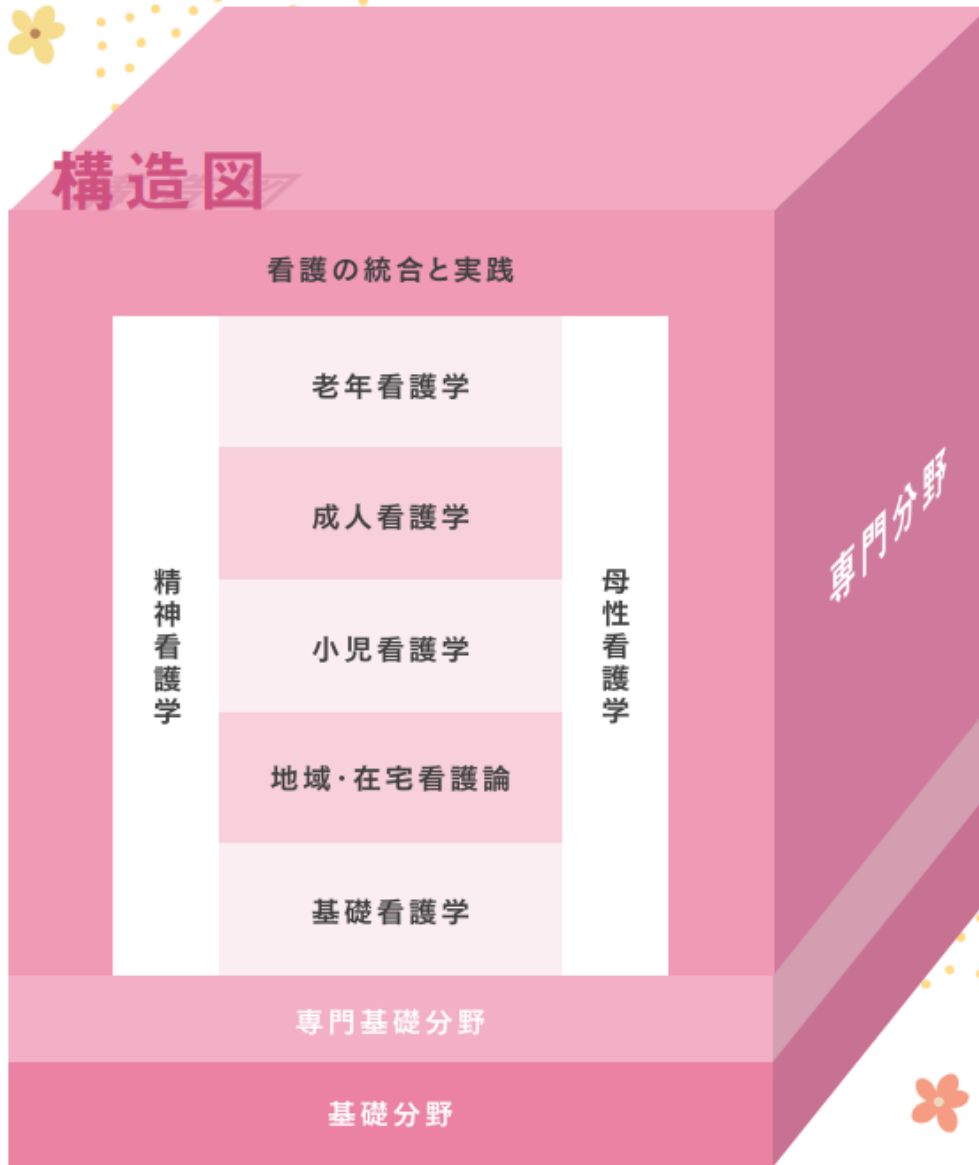 構造図
看護の統合と実践
老年看護学
成人看護学
小児看護学
地域・在宅看護論
基礎看護学
精神看護学
母性看護学
専門分野
専門基礎分野
基礎分野